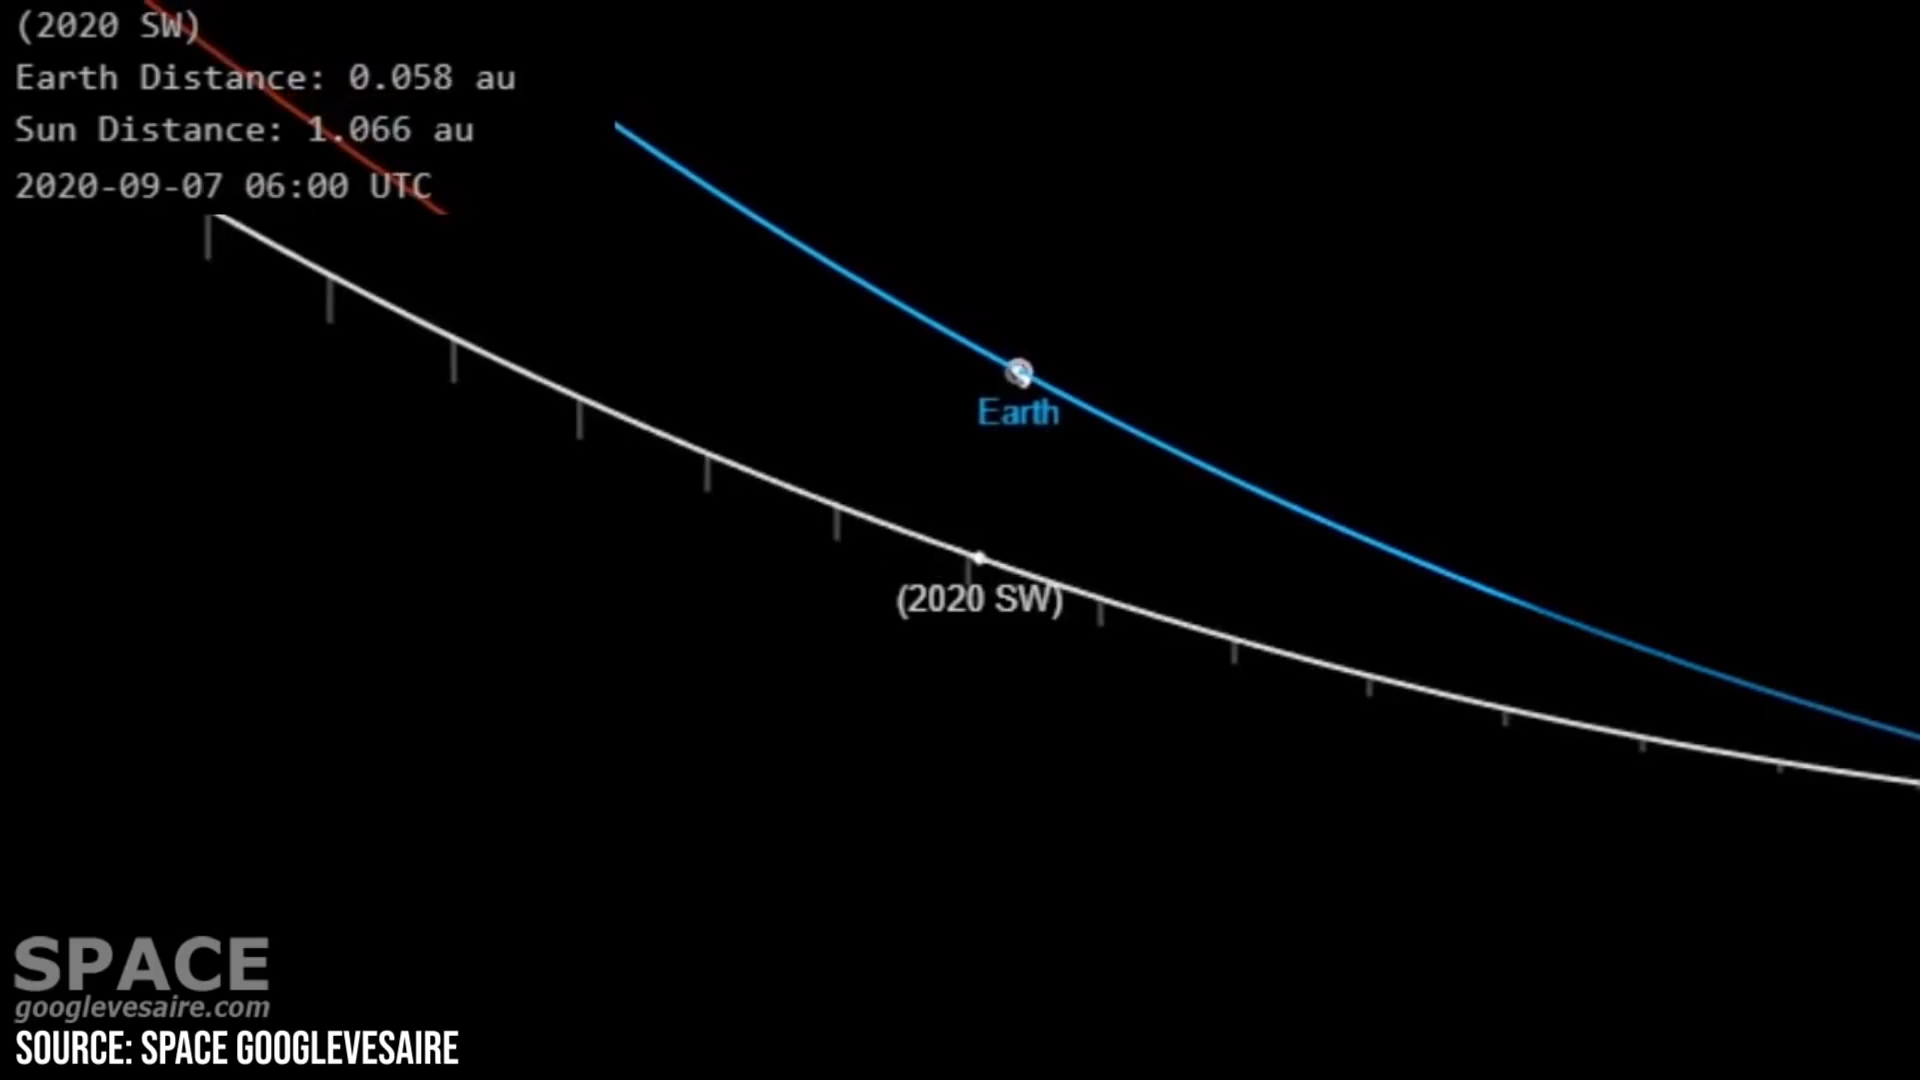 (2020 SW)
Earth Distance: 0.058 au
Sun Distance: 1.066 au
2020-09-07 06:00 UTC
Earth
(2020 SW)
SPACE
googlevesaire.com
SOURCE: SPACE GOOGLEVESAIRE